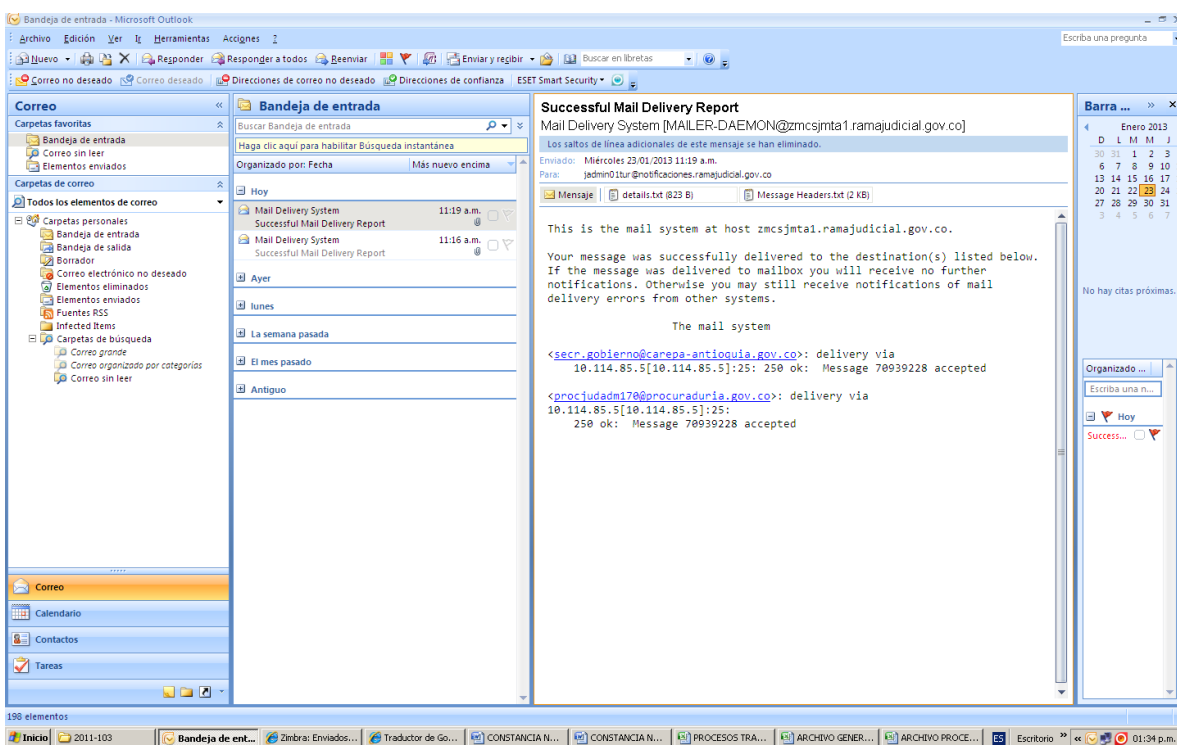 Bandeja de entrada - Microsoft Outlook
Archivo Edición Ver Ir Herramientas Acciones ?
Escriba una pregunta
Nuevo Responder Responder a todos Reenviar Enviar y recibir Buscar en libretas
Correo no deseado Correo deseado Direcciones de correo no deseado Direcciones de confianza ESET Smart Security
Correo
Carpetas favoritas
Bandeja de entrada
Correo sin leer
Elementos enviados
Carpetas de correo
Todos los elementos de correo
Carpetas personales
Bandeja de entrada
Bandeja de salida
Borrador
Correo electrónico no deseado
Elementos eliminados
Elementos enviados
Fuentes RSS
Infected Items
Carpetas de búsqueda
Correo grande
Correo organizado por categorías
Correo sin leer
Correo
Calendario
Contactos
Tareas
Bandeja de entrada
Buscar Bandeja de entrada
Haga clic aquí para habilitar Búsqueda instantánea
Organizado por: Fecha Más nuevo encima
Hoy
Mail Delivery System 11:19 a.m.
Successful Mail Delivery Report
Mail Delivery System 11:16 a.m.
Successful Mail Delivery Report
Ayer
lunes
La semana pasada
El mes pasado
Antiguo
Successful Mail Delivery Report
Mail Delivery System [MAILER-DAEMON@zmcsjmta1.ramajudicial.gov.co]
Los saltos de línea adicionales de este mensaje se han eliminado.
Enviado: Miércoles 23/01/2013 11:19 a.m.
Para: jadmin01tur@notificaciones.ramajudicial.gov.co
Mensaje details.txt (823 B) Message Headers.txt (2 KB)
This is the mail system at host zmcsjmta1.ramajudicial.gov.co.
Your message was successfully delivered to the destination(s) listed below.
If the message was delivered to mailbox you will receive no further
notifications. Otherwise you may still receive notifications of mail
delivery errors from other systems.
The mail system
<secr.gobierno@carepa-antioquia.gov.co>: delivery via
10.114.85.5[10.114.85.5]:25: 250 ok: Message 70939228 accepted
<procjudadm170@procuraduria.gov.co>: delivery via
10.114.85.5[10.114.85.5]:25:
250 ok: Message 70939228 accepted
Barra ...
Enero 2013
D L M M J
30 31 1 2 3
6 7 8 9 10
13 14 15 16 17
20 21 22 23 24
27 28 29 30 31
3 4 5 6 7
No hay citas próximas.
Organizado ...
Escriba una n...
Hoy
Success...
198 elementos
Inicio 2011-103 Bandeja de ent... Zimbra: Enviados... Traductor de Go... CONSTANCIA N... CONSTANCIA N... PROCESOS TRA... ARCHIVO GENER... ARCHIVO PROCE... ES Escritorio 01:34 p.m.